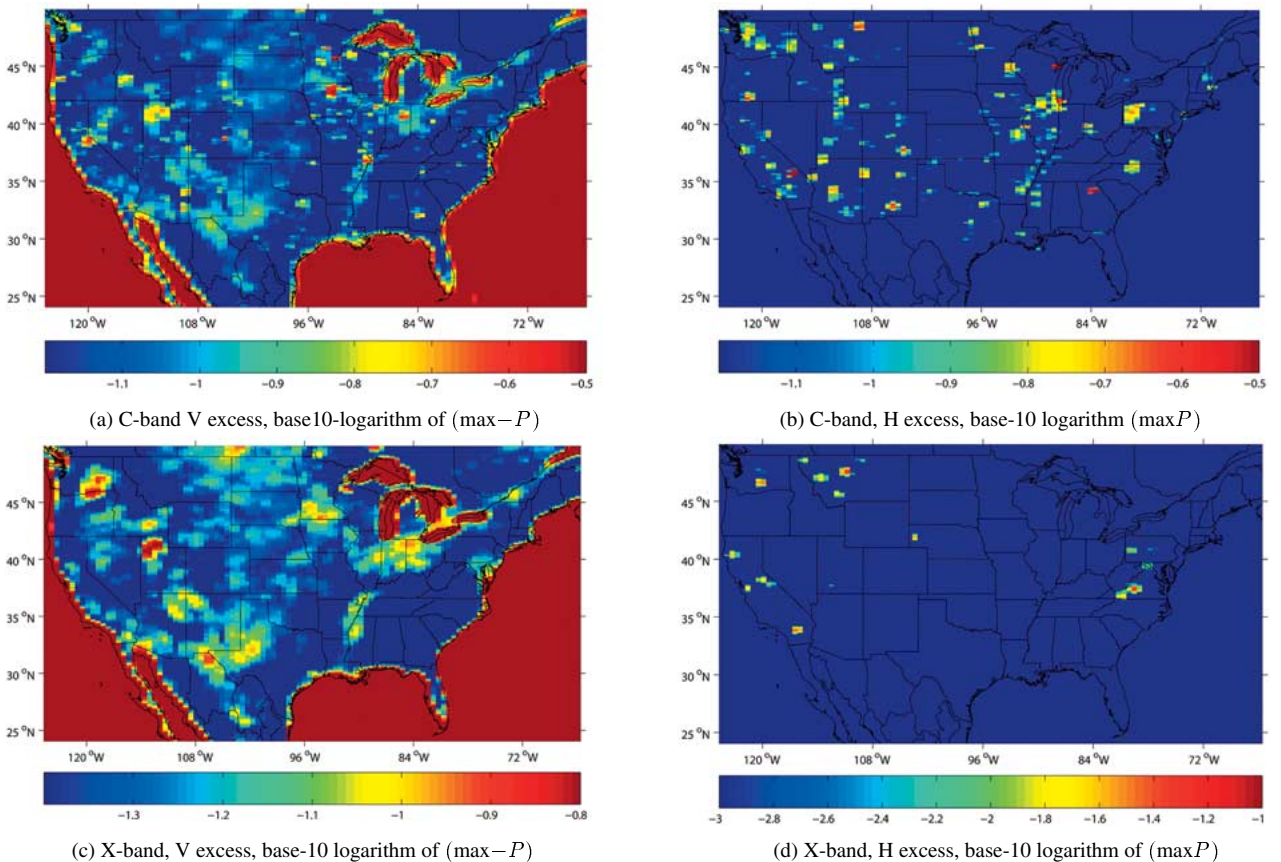 45 °N
40 °N
35 °N
30 °N
25 °N
120 °W 108 °W 96 °W 84 °W 72 °W
−1.1 −1 −0.9 −0.8 −0.7 −0.6 −0.5
(a) C-band V excess, base10-logarithm of (max−P)
45 °N
40 °N
35 °N
30 °N
25 °N
120 °W 108 °W 96 °W 84 °W 72 °W
−1.1 −1 −0.9 −0.8 −0.7 −0.6 −0.5
(b) C-band, H excess, base-10 logarithm (maxP)
45 °N
40 °N
35 °N
30 °N
25 °N
120 °W 108 °W 96 °W 84 °W 72 °W
−1.3 −1.2 −1.1 −1 −0.9 −0.8
(c) X-band, V excess, base-10 logarithm of (max−P)
45 °N
40 °N
35 °N
30 °N
25 °N
120 °W 108 °W 96 °W 84 °W 72 °W
−3 −2.8 −2.6 −2.4 −2.2 −2 −1.8 −1.6 −1.4 −1.2 −1
(d) X-band, H excess, base-10 logarithm of (maxP)